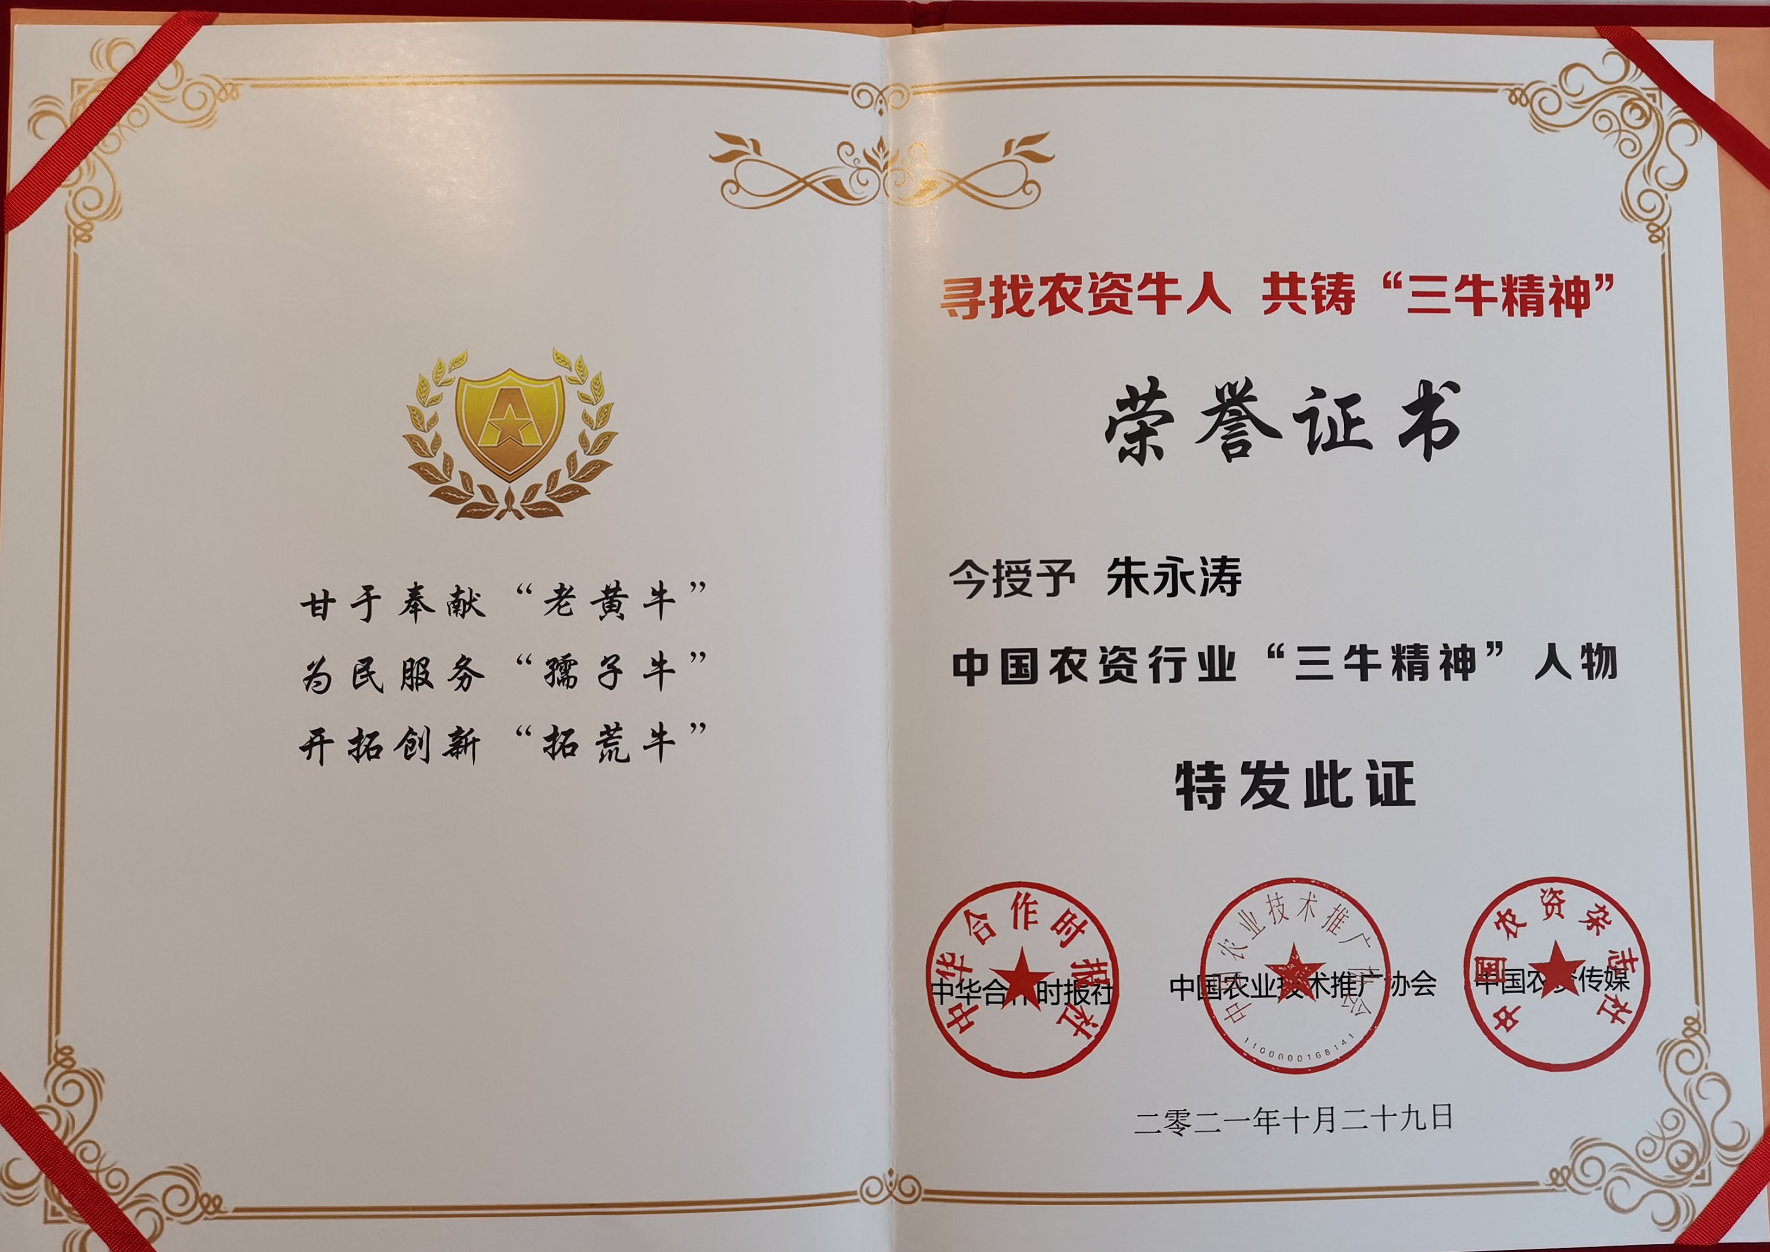 甘于奉献“老黄牛”
为民服务“孺子牛”
开拓创新“拓荒牛”
寻找农资牛人 共铸“三牛精神”
荣誉证书
今授予 朱永涛
中国农资行业“三牛精神”人物
特发此证
中华合作时报社
中国农业技术推广协会
中国农资杂志社
中华合作时报社 中国农业技术推广协会 中国农资传媒
1100000168141
二零二一年十月二十九日